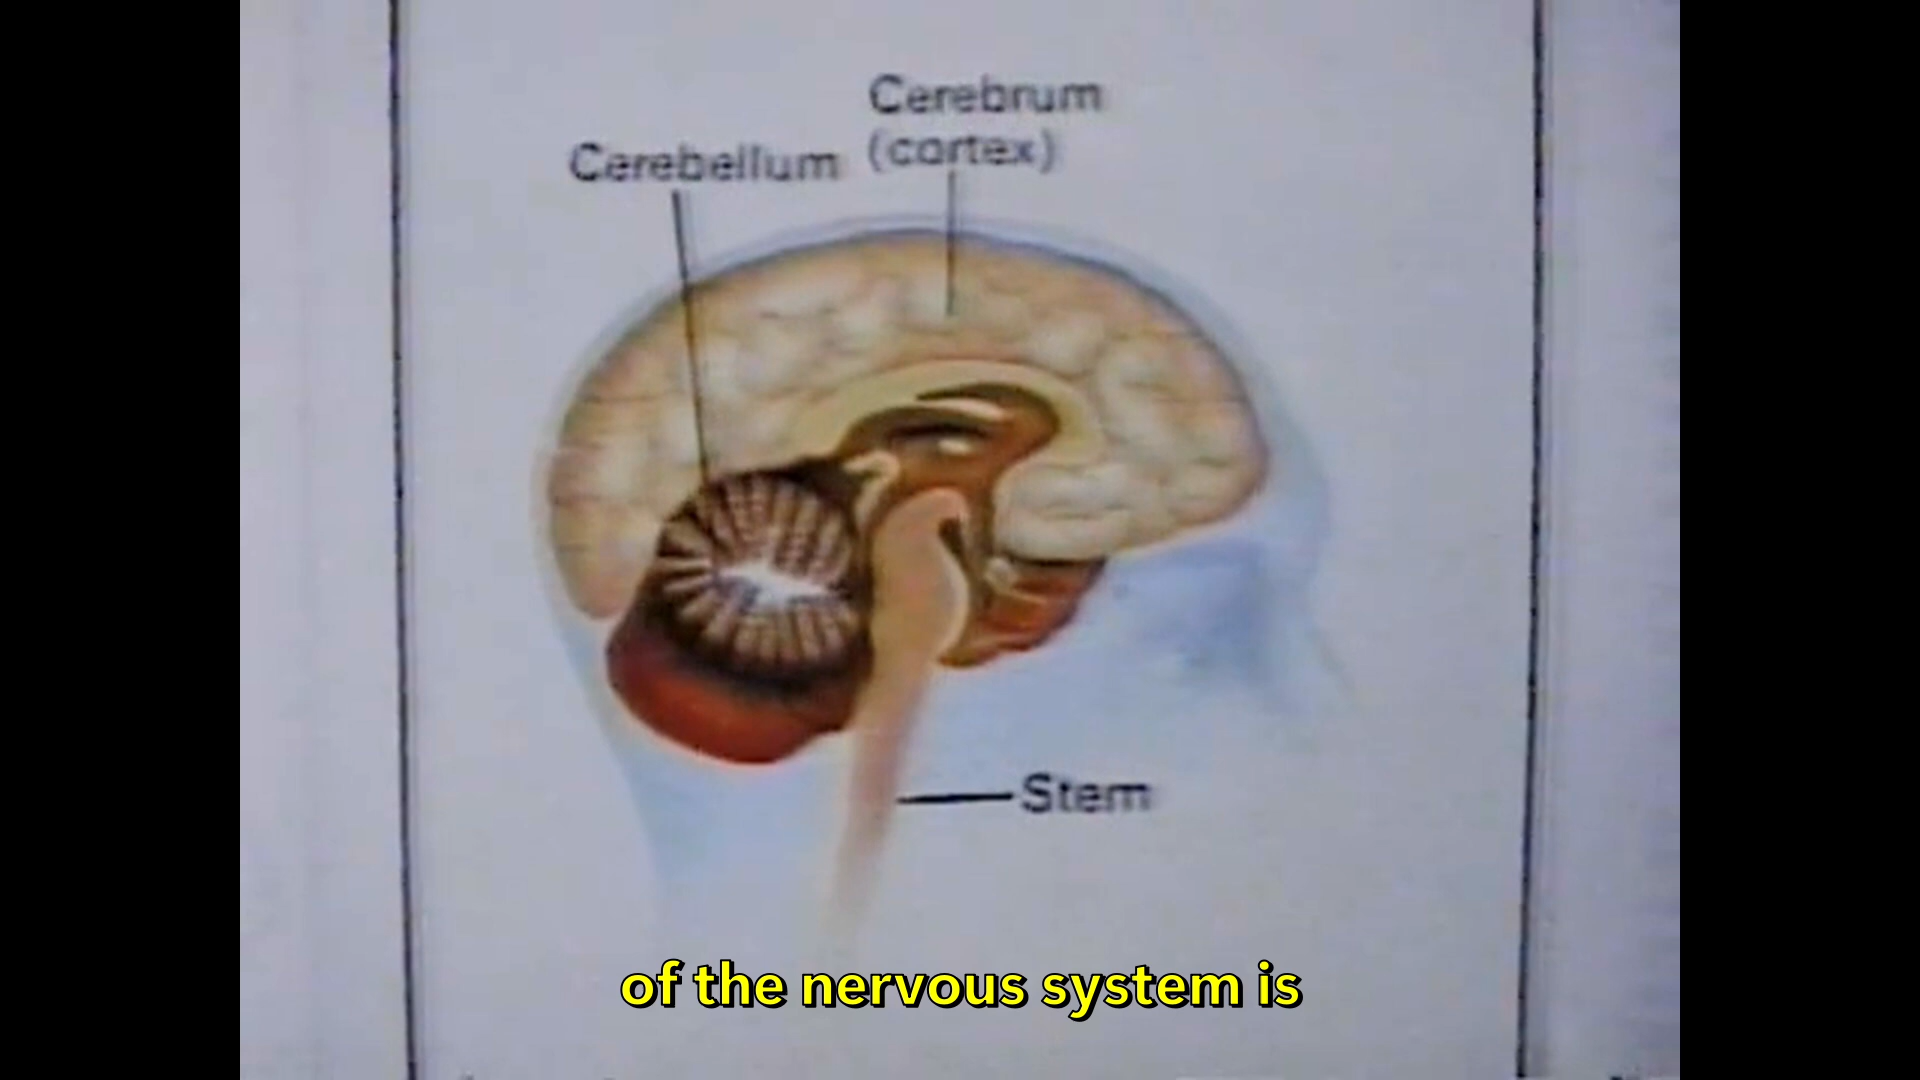 Cerebrum
(cortex)
Cerebellum
Stem
of the nervous system is